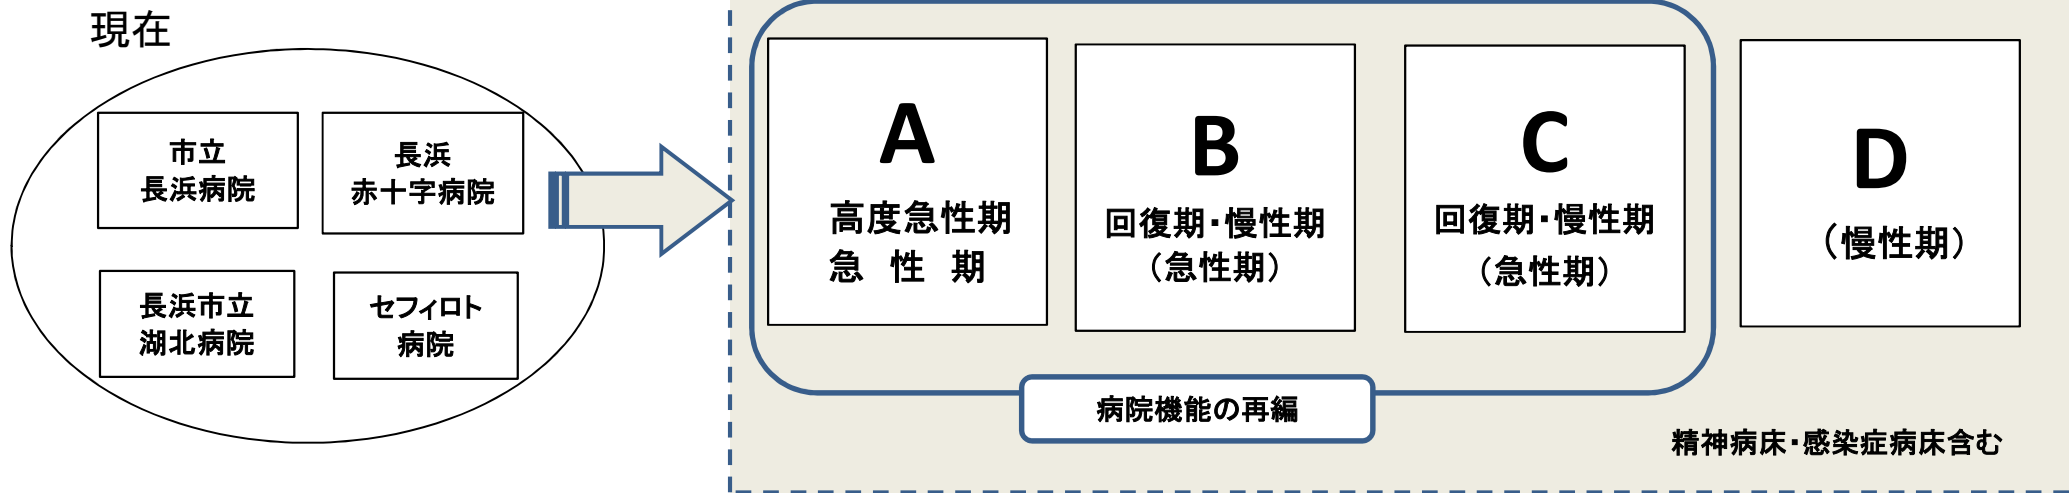 現在
市立
長浜病院
長浜
赤十字病院
長浜市立
湖北病院
セフィロト
病院
A
高度急性期
急 性 期
B
回復期・慢性期
（急性期）
C
回復期・慢性期
（急性期）
D
（慢性期）
病院機能の再編
精神病床・感染症病床含む